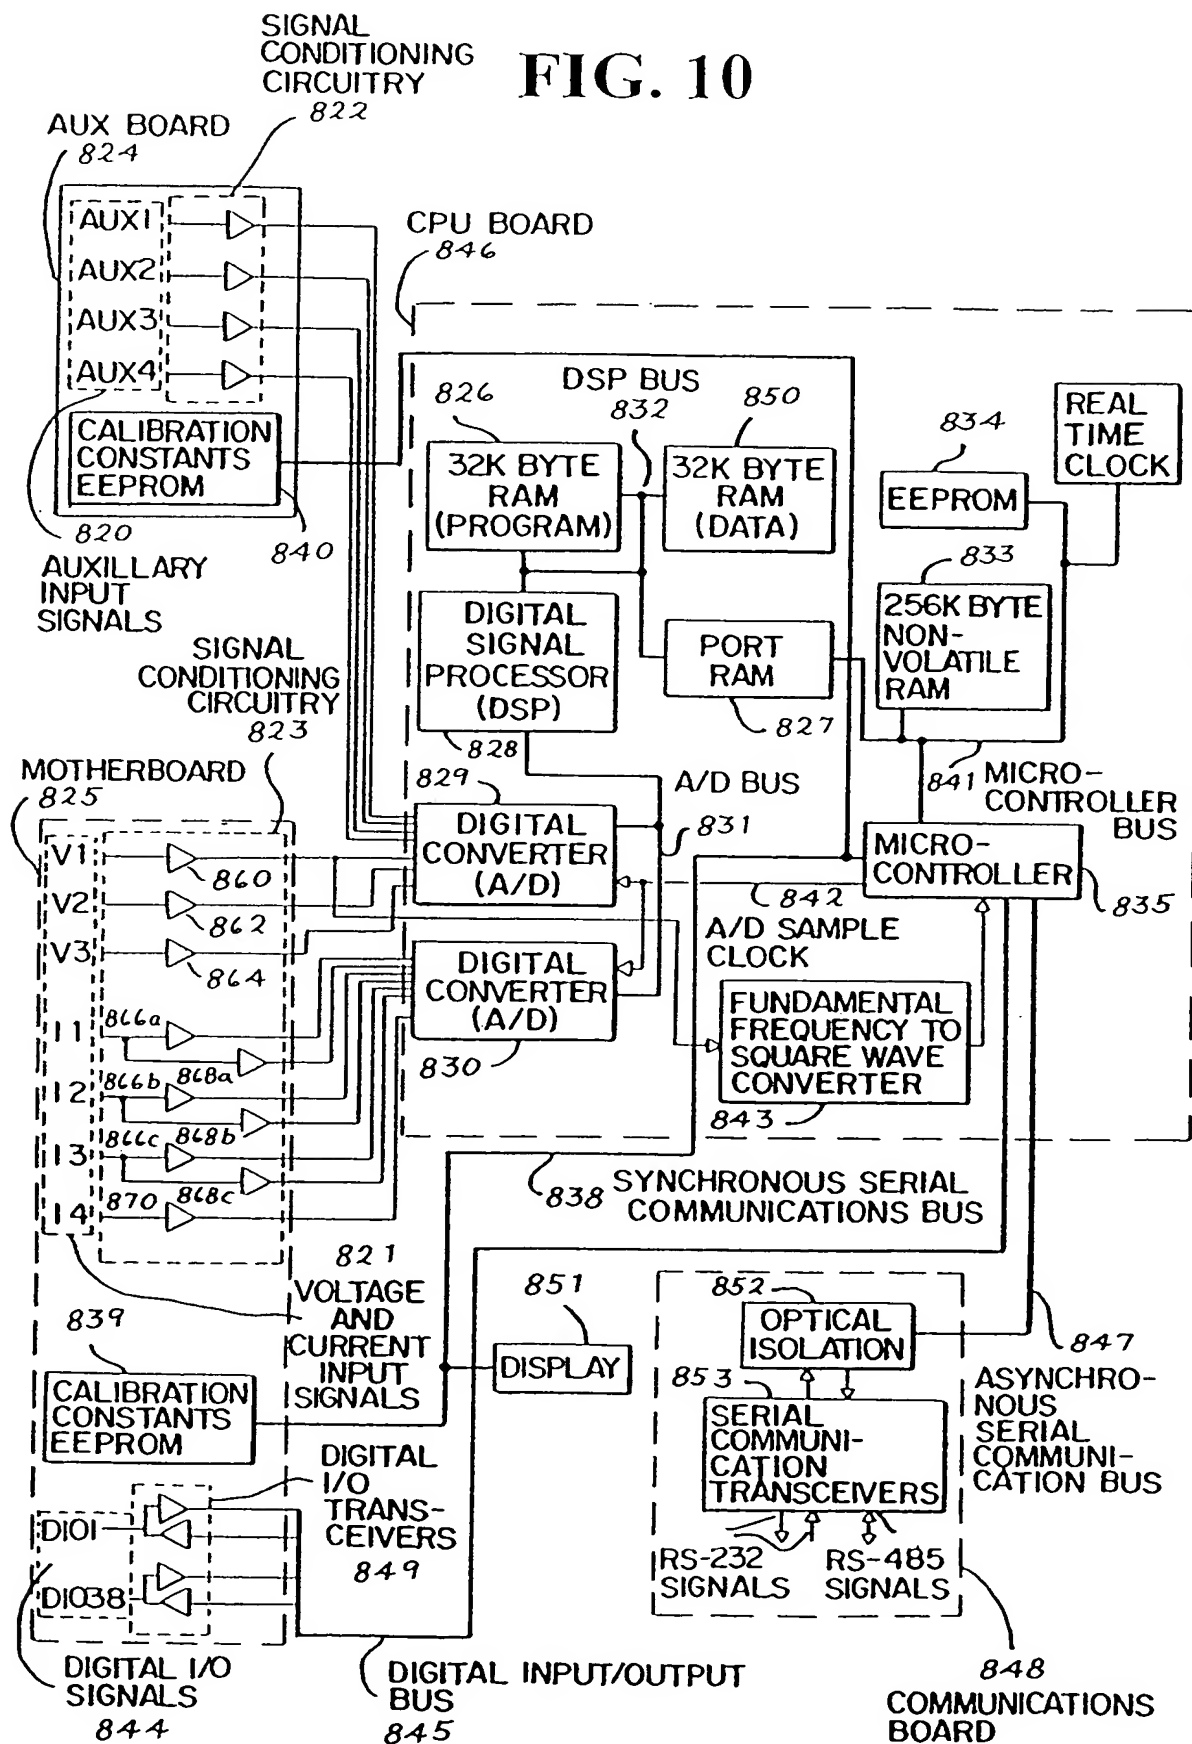 FIG. 10
SIGNAL
CONDITIONING
CIRCUITRY
822
AUX BOARD
824
AUX1
AUX2
AUX3
AUX4
CALIBRATION
CONSTANTS
EEPROM
820
840
AUXILLARY
INPUT
SIGNALS
CPU BOARD
846
DSP BUS
826
832
850
32K BYTE
RAM
(PROGRAM)
32K BYTE
RAM
(DATA)
834
EEPROM
REAL
TIME
CLOCK
833
256K BYTE
NON-
VOLATILE
RAM
DIGITAL
SIGNAL
PROCESSOR
(DSP)
828
PORT
RAM
827
841
MICRO-
CONTROLLER
BUS
SIGNAL
CONDITIONING
CIRCUITRY
823
MOTHERBOARD
825
V1
860
V2
862
V3
864
I1
866a
868a
I2
866b
868b
I3
866c
868c
I4
870
829
DIGITAL
CONVERTER
(A/D)
A/D BUS
831
DIGITAL
CONVERTER
(A/D)
830
MICRO-
CONTROLLER
835
842
A/D SAMPLE
CLOCK
FUNDAMENTAL
FREQUENCY TO
SQUARE WAVE
CONVERTER
843
838
SYNCHRONOUS SERIAL
COMMUNICATIONS BUS
821
VOLTAGE
AND
CURRENT
INPUT
SIGNALS
839
CALIBRATION
CONSTANTS
EEPROM
851
DISPLAY
852
OPTICAL
ISOLATION
847
ASYNCHRO-
NOUS
SERIAL
COMMUNI-
CATION BUS
853
SERIAL
COMMUNI-
CATION
TRANSCEIVERS
RS-232
SIGNALS
RS-485
SIGNALS
DIGITAL
I/O
TRANS-
CEIVERS
849
DIO1
DIO38
DIGITAL I/O
SIGNALS
844
DIGITAL INPUT/OUTPUT
BUS
845
848
COMMUNICATIONS
BOARD